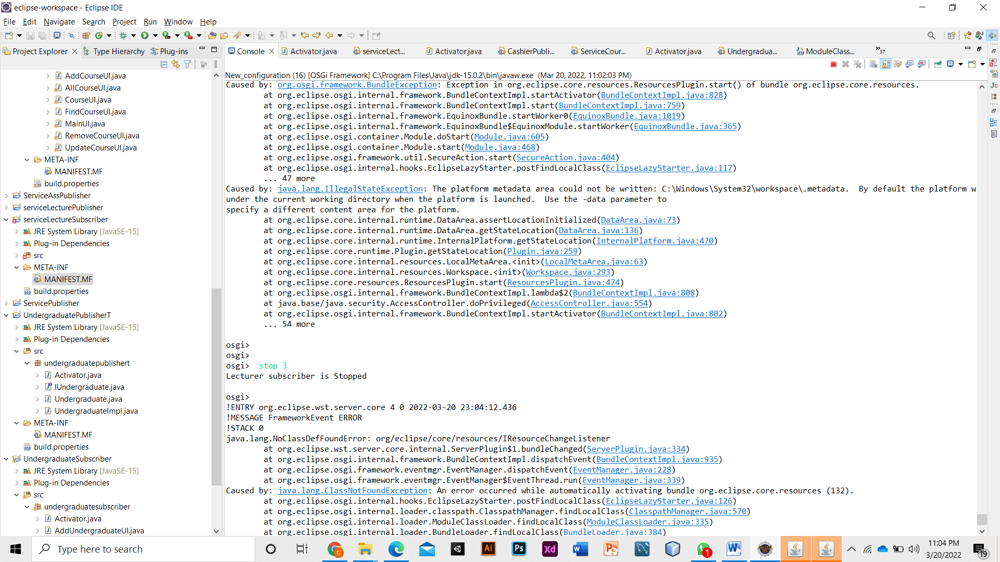 eclipse-workspace - Eclipse IDE
File Edit Navigate Search Project Run Window Help
Project Explorer
Type Hierarchy
Plug-ins
Console
Activator.java
serviceLect...
Activator.java
CashierPubli...
ServiceCour...
Activator.java
Undergradua...
ModuleClass...
»37
AddCourseUI.java
AllCourseUI.java
CourseUI.java
FindCourseUI.java
MainUI.java
RemoveCourseUI.java
UpdateCourseUI.java
META-INF
MANIFEST.MF
build.properties
ServiceAssPublisher
serviceLecturePublisher
serviceLectureSubscriber
JRE System Library [JavaSE-15]
Plug-in Dependencies
src
META-INF
MANIFEST.MF
build.properties
ServicePublisher
UndergraduatePublisherT
JRE System Library [JavaSE-15]
Plug-in Dependencies
src
undergraduatepublishert
Activator.java
IUndergraduate.java
Undergraduate.java
UndergraduateImpl.java
META-INF
MANIFEST.MF
build.properties
UndergraduateSubscriber
JRE System Library [JavaSE-15]
Plug-in Dependencies
src
undergraduatesubscriber
Activator.java
AddUndergraduateUI.java
New_configuration (16) [OSGi Framework] C:\Program Files\Java\jdk-15.0.2\bin\javaw.exe (Mar 20, 2022, 11:02:03 PM)
Caused by: org.osgi.framework.BundleException: Exception in org.eclipse.core.resources.ResourcesPlugin.start() of bundle org.eclipse.core.resources.
at org.eclipse.osgi.internal.framework.BundleContextImpl.startActivator(BundleContextImpl.java:828)
at org.eclipse.osgi.internal.framework.BundleContextImpl.start(BundleContextImpl.java:759)
at org.eclipse.osgi.internal.framework.EquinoxBundle.startWorker0(EquinoxBundle.java:1019)
at org.eclipse.osgi.internal.framework.EquinoxBundle$EquinoxModule.startWorker(EquinoxBundle.java:365)
at org.eclipse.osgi.container.Module.doStart(Module.java:605)
at org.eclipse.osgi.container.Module.start(Module.java:468)
at org.eclipse.osgi.framework.util.SecureAction.start(SecureAction.java:404)
at org.eclipse.osgi.internal.hooks.EclipseLazyStarter.postFindLocalClass(EclipseLazyStarter.java:117)
... 47 more
Caused by: java.lang.IllegalStateException: The platform metadata area could not be written: C:\Windows\System32\workspace\.metadata.  By default the platform w
under the current working directory when the platform is launched.  Use the -data parameter to
specify a different content area for the platform.
at org.eclipse.core.internal.runtime.DataArea.assertLocationInitialized(DataArea.java:73)
at org.eclipse.core.internal.runtime.DataArea.getStateLocation(DataArea.java:136)
at org.eclipse.core.internal.runtime.InternalPlatform.getStateLocation(InternalPlatform.java:470)
at org.eclipse.core.runtime.Plugin.getStateLocation(Plugin.java:259)
at org.eclipse.core.internal.resources.LocalMetaArea.<init>(LocalMetaArea.java:63)
at org.eclipse.core.internal.resources.Workspace.<init>(Workspace.java:293)
at org.eclipse.core.resources.ResourcesPlugin.start(ResourcesPlugin.java:474)
at org.eclipse.osgi.internal.framework.BundleContextImpl.lambda$2(BundleContextImpl.java:808)
at java.base/java.security.AccessController.doPrivileged(AccessController.java:554)
at org.eclipse.osgi.internal.framework.BundleContextImpl.startActivator(BundleContextImpl.java:802)
... 54 more
osgi>
osgi>
osgi>  stop 3
Lecturer subscriber is Stopped
osgi>
!ENTRY org.eclipse.wst.server.core 4 0 2022-03-20 23:04:12.436
!MESSAGE FrameworkEvent ERROR
!STACK 0
java.lang.NoClassDefFoundError: org/eclipse/core/resources/IResourceChangeListener
at org.eclipse.wst.server.core.internal.ServerPlugin$1.bundleChanged(ServerPlugin.java:334)
at org.eclipse.osgi.internal.framework.BundleContextImpl.dispatchEvent(BundleContextImpl.java:935)
at org.eclipse.osgi.framework.eventmgr.EventManager.dispatchEvent(EventManager.java:228)
at org.eclipse.osgi.framework.eventmgr.EventManager$EventThread.run(EventManager.java:339)
Caused by: java.lang.ClassNotFoundException: An error occurred while automatically activating bundle org.eclipse.core.resources (132).
at org.eclipse.osgi.internal.hooks.EclipseLazyStarter.postFindLocalClass(EclipseLazyStarter.java:126)
at org.eclipse.osgi.internal.loader.classpath.ClasspathManager.findLocalClass(ClasspathManager.java:570)
at org.eclipse.osgi.internal.loader.ModuleClassLoader.findLocalClass(ModuleClassLoader.java:335)
at org.eclipse.osgi.internal.loader.BundleLoader.findLocalClass(BundleLoader.java:384)
Type here to search
Ai
Ps
Xd
1
11:04 PM
3/20/2022
19